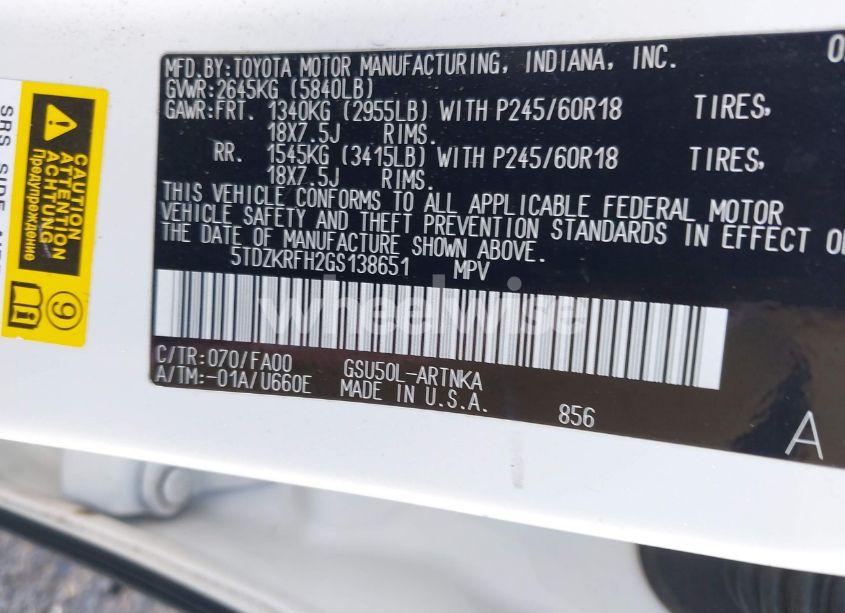 MFD.BY:TOYOTA MOTOR MANUFACTURING, INDIANA, INC.
GVWR:2645KG (5840LB)
GAWR:FRT. 1340KG (2955LB) WITH P245/60R18 TIRES,
18X7.5J RIMS.
RR. 1545KG (3415LB) WITH P245/60R18 TIRES,
18X7.5J RIMS.
THIS VEHICLE CONFORMS TO ALL APPLICABLE FEDERAL MOTOR
VEHICLE SAFETY AND THEFT PREVENTION STANDARDS IN EFFECT
THE DATE OF MANUFACTURE SHOWN ABOVE.
5TDZKRFH2GS138651 MPV
wheelwise
C/TR:070/FA00 GSU50L-ARTNKA
A/TM:-01A/U660E MADE IN U.S.A.
856
A
SRS SIDE
CAUTION
ATTENTION
ACHTUNG
Предупреждение
9